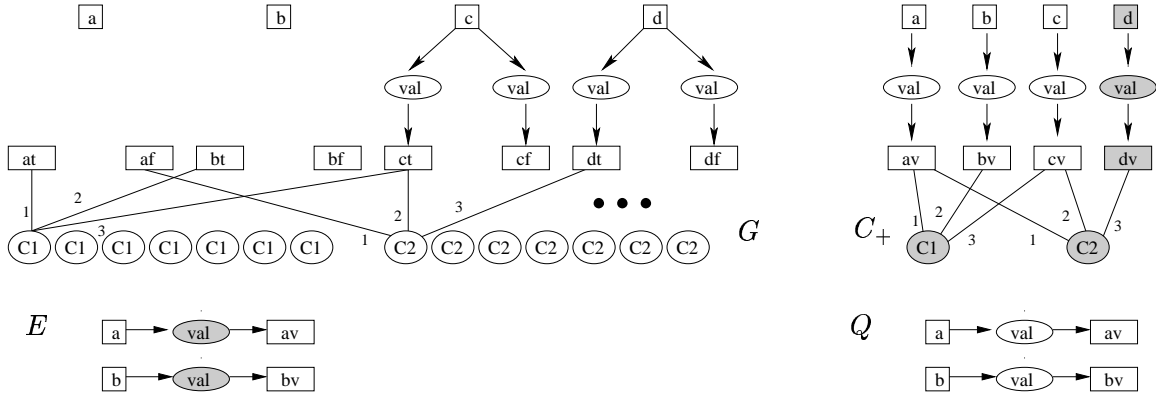 a b c d a b c d
val val val val val val val val
at af bt bf ct cf dt df av bv cv dv
1 2 3 1 2 3 1 2 3 1 2 3
C1 C1 C1 C1 C1 C1 C1 C2 C2 C2 C2 C2 C2 C2 G C+ C1 C2
E a val av Q a val av
b val bv b val bv